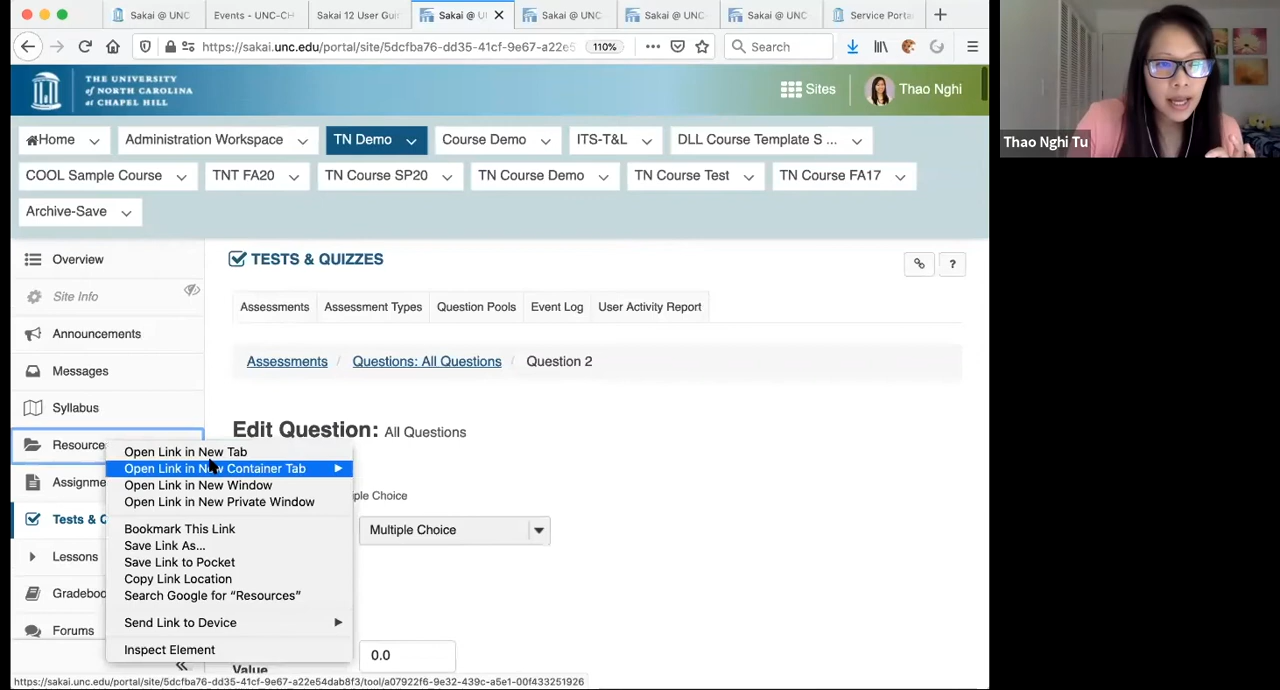 Sakai @ UNC
Events - UNC-CH
Sakai 12 User Gui
Sakai @ U
Sakai @ UNC
Sakai @ UNC
Sakai @ UNC
Service Porta
https://sakai.unc.edu/portal/site/5dcfba76-dd35-41cf-9e67-a22e5
110%
Search
THE UNIVERSITY
of NORTH CAROLINA
at CHAPEL HILL
Sites
Thao Nghi
Thao Nghi Tu
Home
Administration Workspace
TN Demo
Course Demo
ITS-T&L
DLL Course Template S ...
COOL Sample Course
TNT FA20
TN Course SP20
TN Course Demo
TN Course Test
TN Course FA17
Archive-Save
Overview
Site Info
Announcements
Messages
Syllabus
Resource
Assignme
Tests & Q
Lessons
Gradeboo
Forums
TESTS & QUIZZES
?
Assessments
Assessment Types
Question Pools
Event Log
User Activity Report
Assessments / Questions: All Questions / Question 2
Edit Question: All Questions
ple Choice
Multiple Choice
0.0
Value
Open Link in New Tab
Open Link in New Container Tab
Open Link in New Window
Open Link in New Private Window
Bookmark This Link
Save Link As...
Save Link to Pocket
Copy Link Location
Search Google for “Resources”
Send Link to Device
Inspect Element
https://sakai.unc.edu/portal/site/5dcfba76-dd35-41cf-9e67-a22e54dab8f3/tool/a07922f6-9e32-439c-a5e1-00f433251926